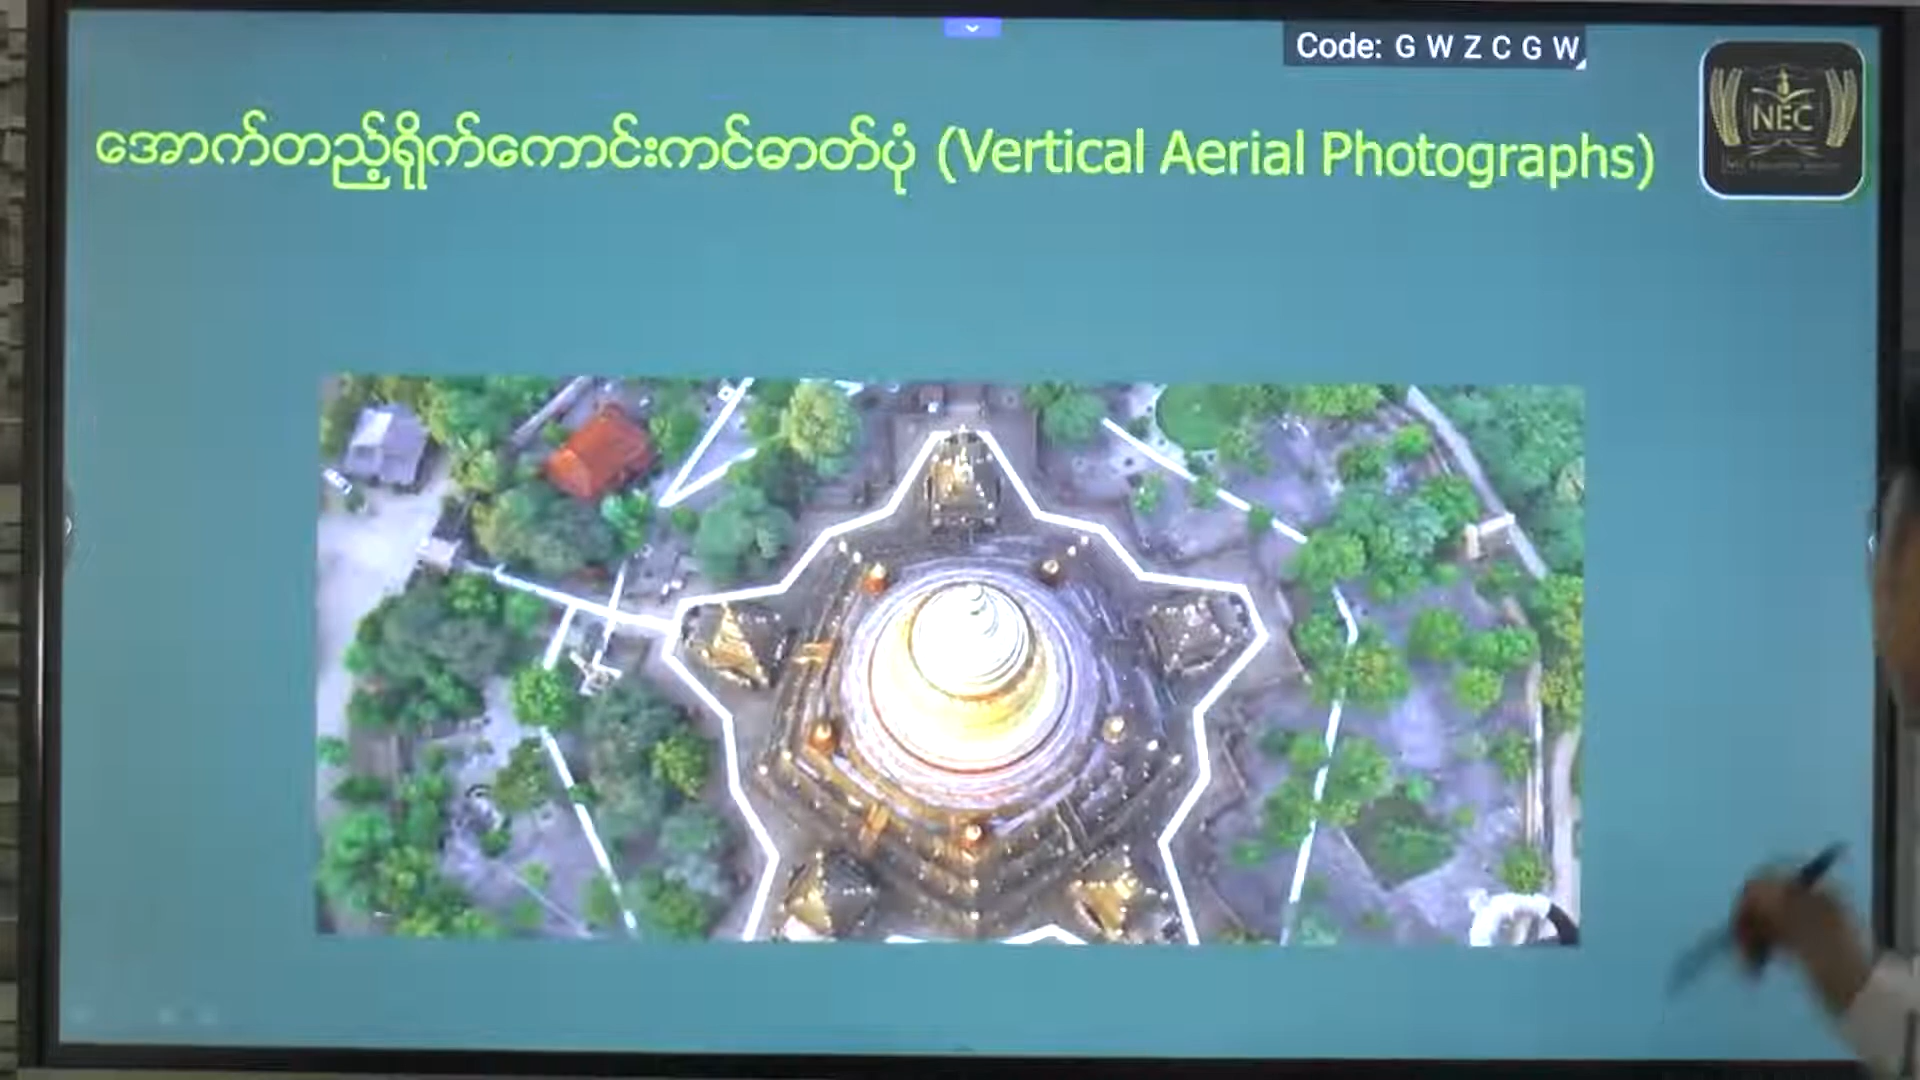 Code: G W Z C G W
အောက်တည့်ရိုက်ကောင်းကင်ဓာတ်ပုံ (Vertical Aerial Photographs)
NEC